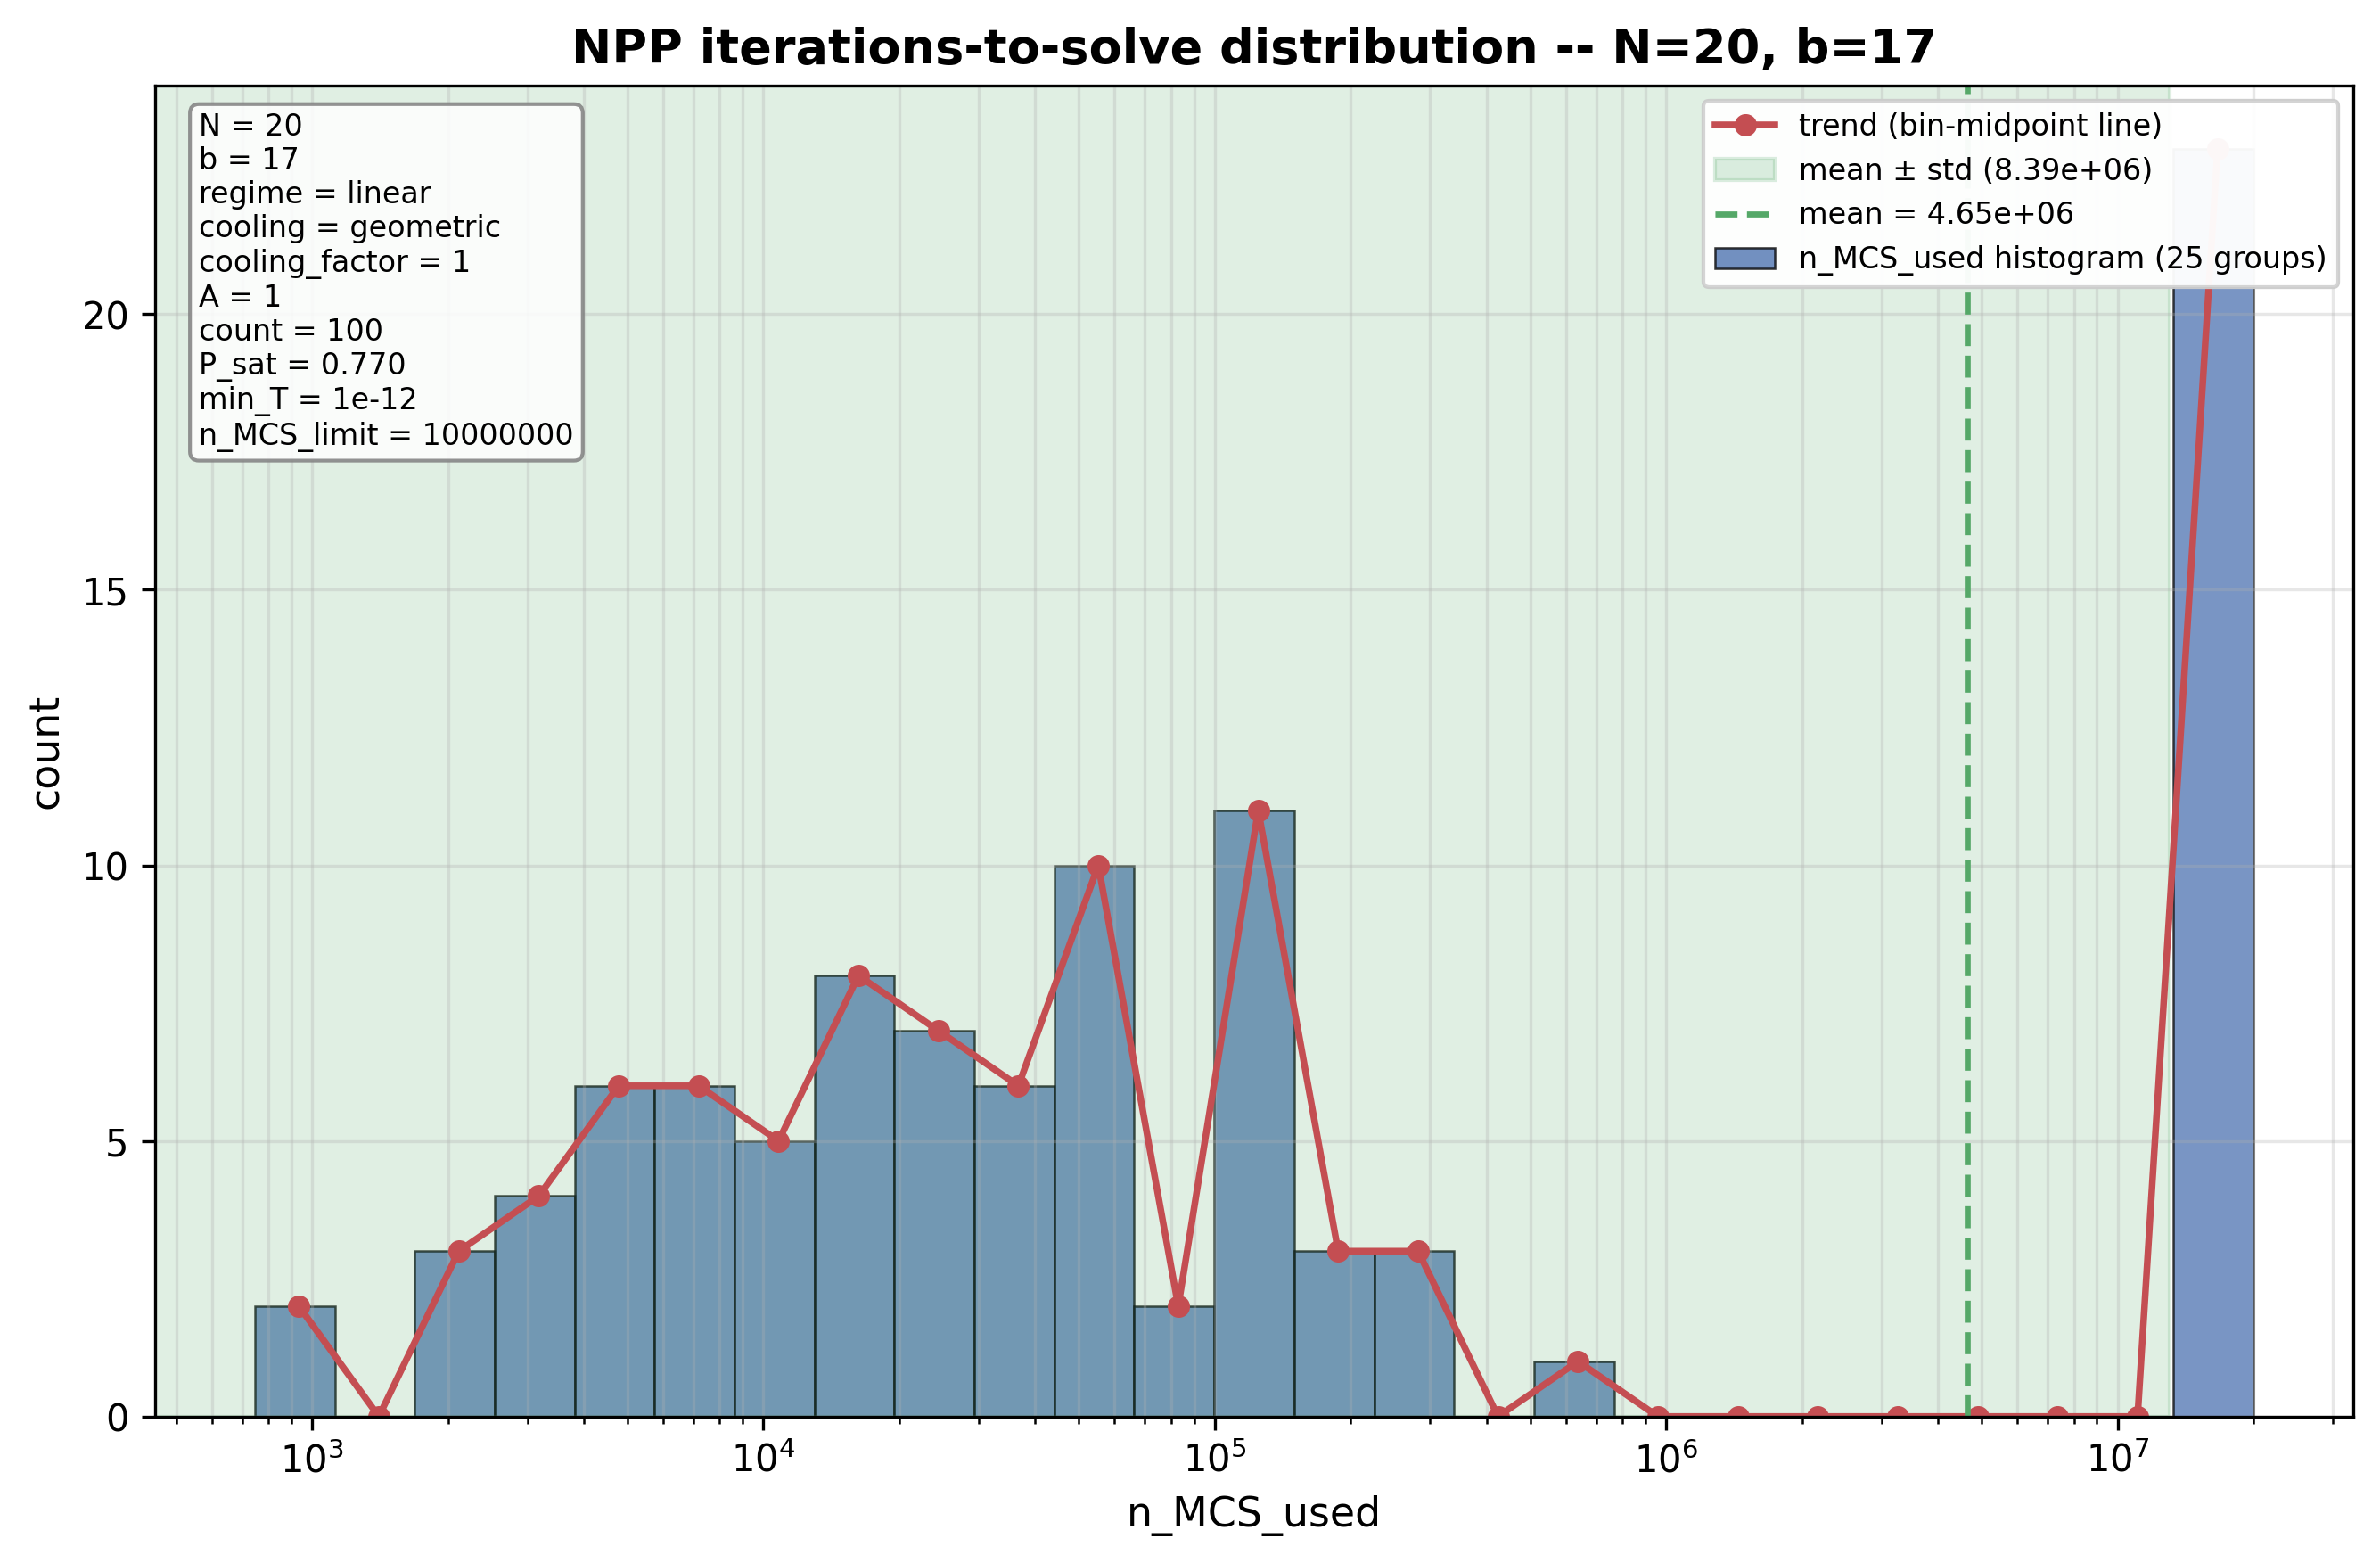 NPP iterations-to-solve distribution -- N=20, b=17
N = 20
b = 17
regime = linear
cooling = geometric
cooling_factor = 1
A = 1
count = 100
P_sat = 0.770
min_T = 1e-12
n_MCS_limit = 10000000
trend (bin-midpoint line)
mean ± std (8.39e+06)
mean = 4.65e+06
n_MCS_used histogram (25 groups)
count
20
15
10
5
0
10³
10⁴
10⁵
10⁶
10⁷
n_MCS_used